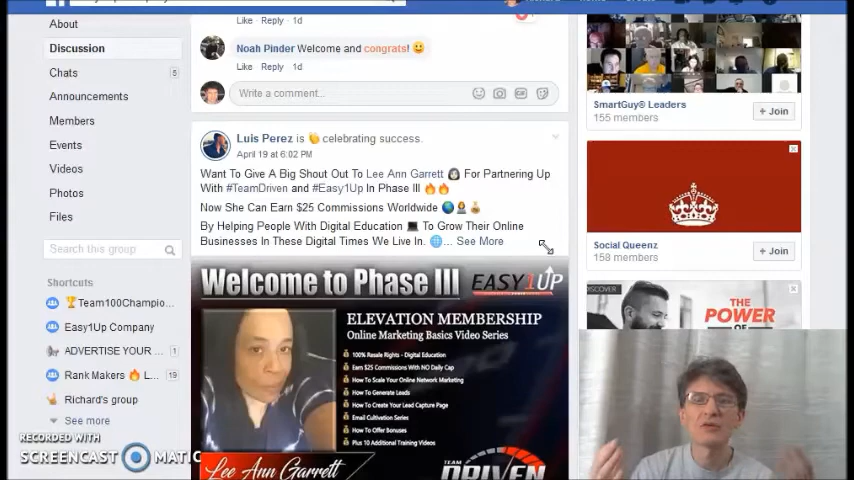 About
Discussion
Chats
5
Announcements
Members
Events
Videos
Photos
Files
Search this group
Shortcuts
Team100Champio...
Easy1Up Company
ADVERTISE YOUR ...
1
Rank Makers 🔥 L...
19
Richard's group
See more
RECORDED WITH
SCREENCAST MATIC
Like · Reply · 1d
Noah Pinder Welcome and congrats! 😀
Like Reply 1d
Write a comment...
GIF
Luis Perez is 👏 celebrating success.
April 19 at 6:02 PM
Want To Give A Big Shout Out To Lee Ann Garrett 👩 For Partnering Up
With #TeamDriven and #Easy1Up In Phase III 🔥🔥
Now She Can Earn $25 Commissions Worldwide 🌎👩‍💼💰
By Helping People With Digital Education 💻 To Grow Their Online
Businesses In These Digital Times We Live In. 🌐... See More
Welcome to Phase III
EASY1UP
ELEVATION MEMBERSHIP
Online Marketing Basics Video Series
100% Resale Rights - Digital Education
Earn $25 Commissions With NO Daily Cap
How To Scale Your Online Network Marketing
How To Generate Leads
How To Create Your Lead Capture Page
Email Cultivation Series
How To Offer Bonuses
Plus 10 Additional Training Videos
Lee Ann Garrett
TEAM
DRIVEN
SmartGuy® Leaders
155 members
+ Join
Social Queenz
158 members
+ Join
DISCOVER
THE
POWER
OF